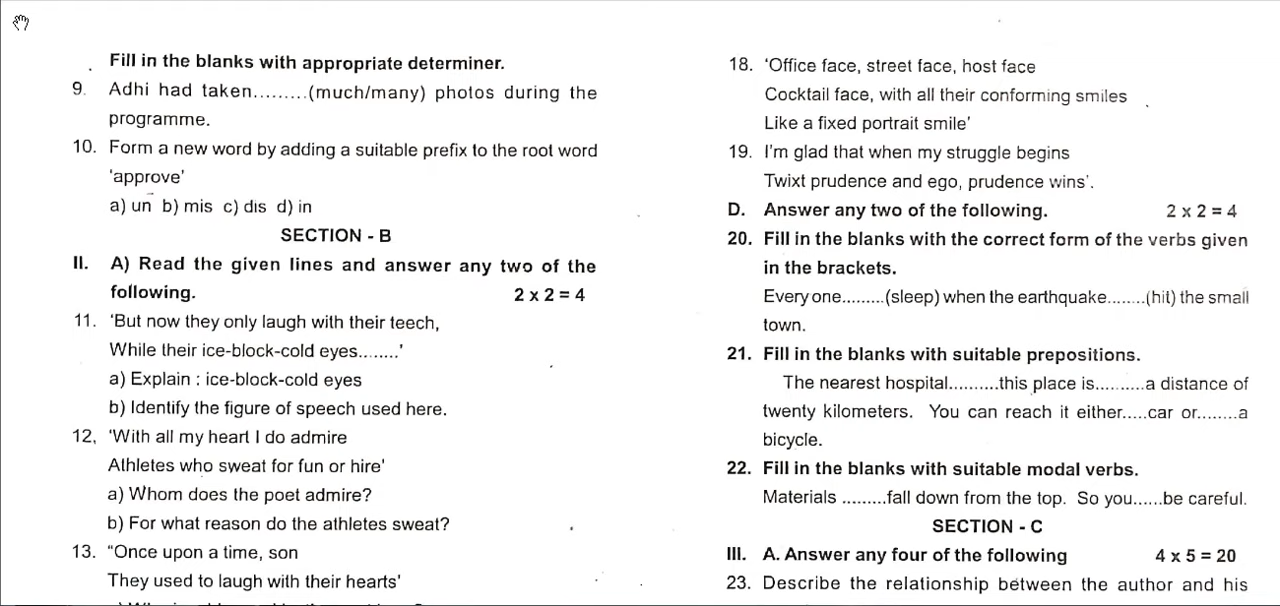 Fill in the blanks with appropriate determiner.
9. Adhi had taken.........(much/many) photos during the
programme.
10. Form a new word by adding a suitable prefix to the root word
'approve'
a) un b) mis c) dis d) in
SECTION - B
II. A) Read the given lines and answer any two of the
following. 2 x 2 = 4
11. 'But now they only laugh with their teech,
While their ice-block-cold eyes........'
a) Explain : ice-block-cold eyes
b) Identify the figure of speech used here.
12, 'With all my heart I do admire
Athletes who sweat for fun or hire'
a) Whom does the poet admire?
b) For what reason do the athletes sweat?
13. "Once upon a time, son
They used to laugh with their hearts'
18. 'Office face, street face, host face
Cocktail face, with all their conforming smiles
Like a fixed portrait smile'
19. I'm glad that when my struggle begins
Twixt prudence and ego, prudence wins'.
D. Answer any two of the following. 2 x 2 = 4
20. Fill in the blanks with the correct form of the verbs given
in the brackets.
Every one.........(sleep) when the earthquake........(hit) the small
town.
21. Fill in the blanks with suitable prepositions.
The nearest hospital..........this place is..........a distance of
twenty kilometers. You can reach it either.....car or........a
bicycle.
22. Fill in the blanks with suitable modal verbs.
Materials .........fall down from the top. So you......be careful.
SECTION - C
III. A. Answer any four of the following 4 x 5 = 20
23. Describe the relationship between the author and his